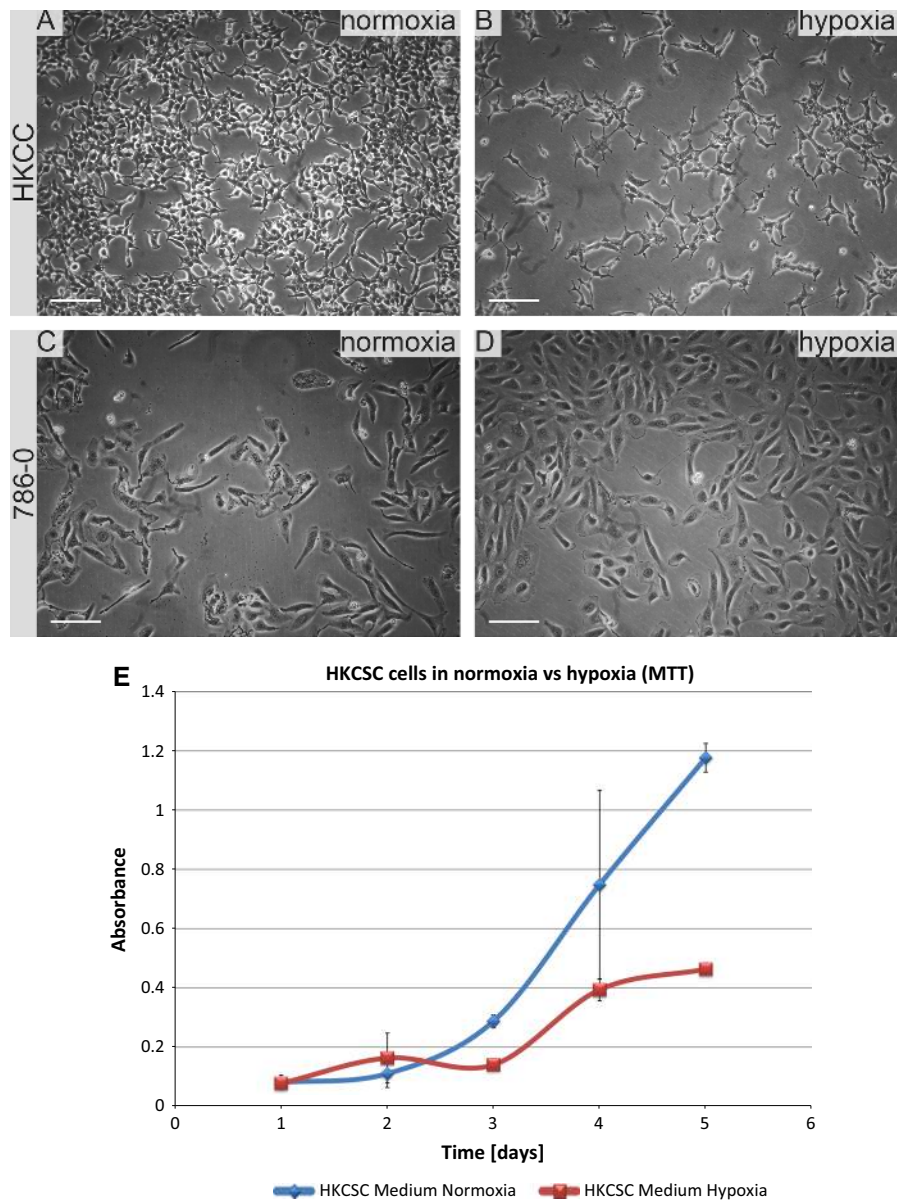 A normoxia
B hypoxia
HKCC
C normoxia
D hypoxia
786-0
E
HKCSC cells in normoxia vs hypoxia (MTT)
1.4
1.2
1
0.8
0.6
0.4
0.2
0
Absorbance
0 1 2 3 4 5 6
Time [days]
HKCSC Medium Normoxia HKCSC Medium Hypoxia